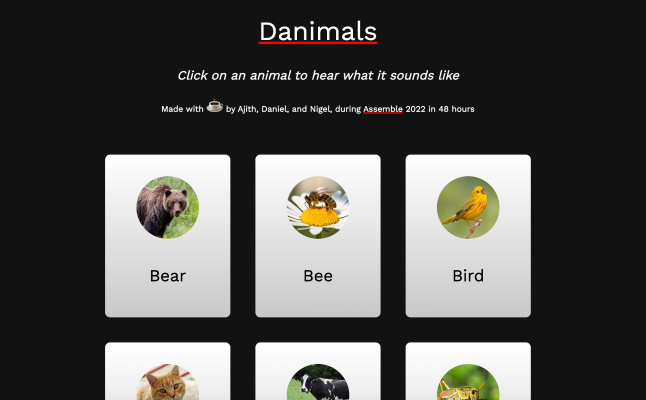 Danimals
Click on an animal to hear what it sounds like
Made with ☕ by Ajith, Daniel, and Nigel, during Assemble 2022 in 48 hours
Bear
Bee
Bird